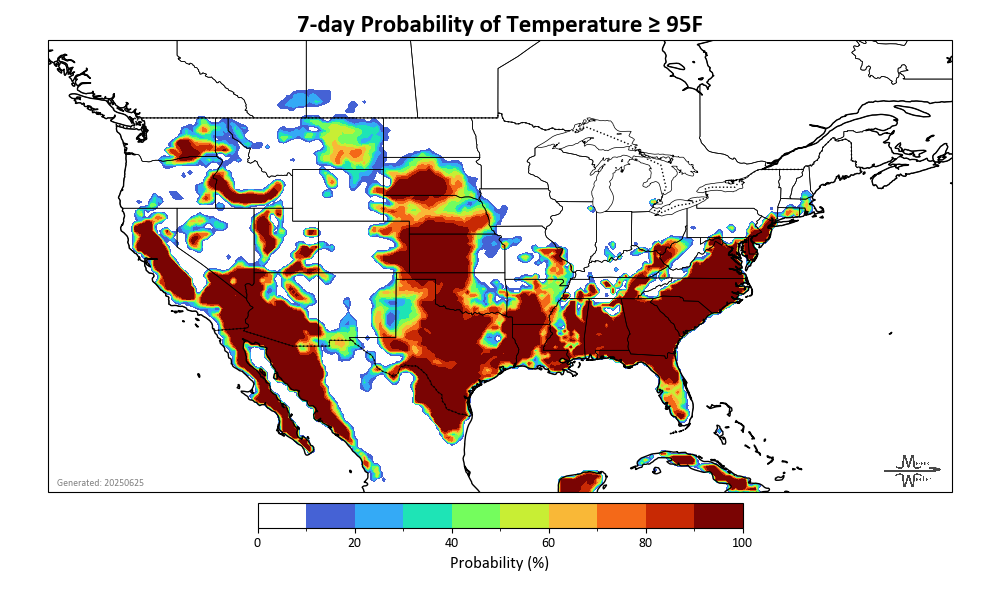 7-day Probability of Temperature ≥ 95F
Generated: 20250625
0 20 40 60 80 100
Probability (%)